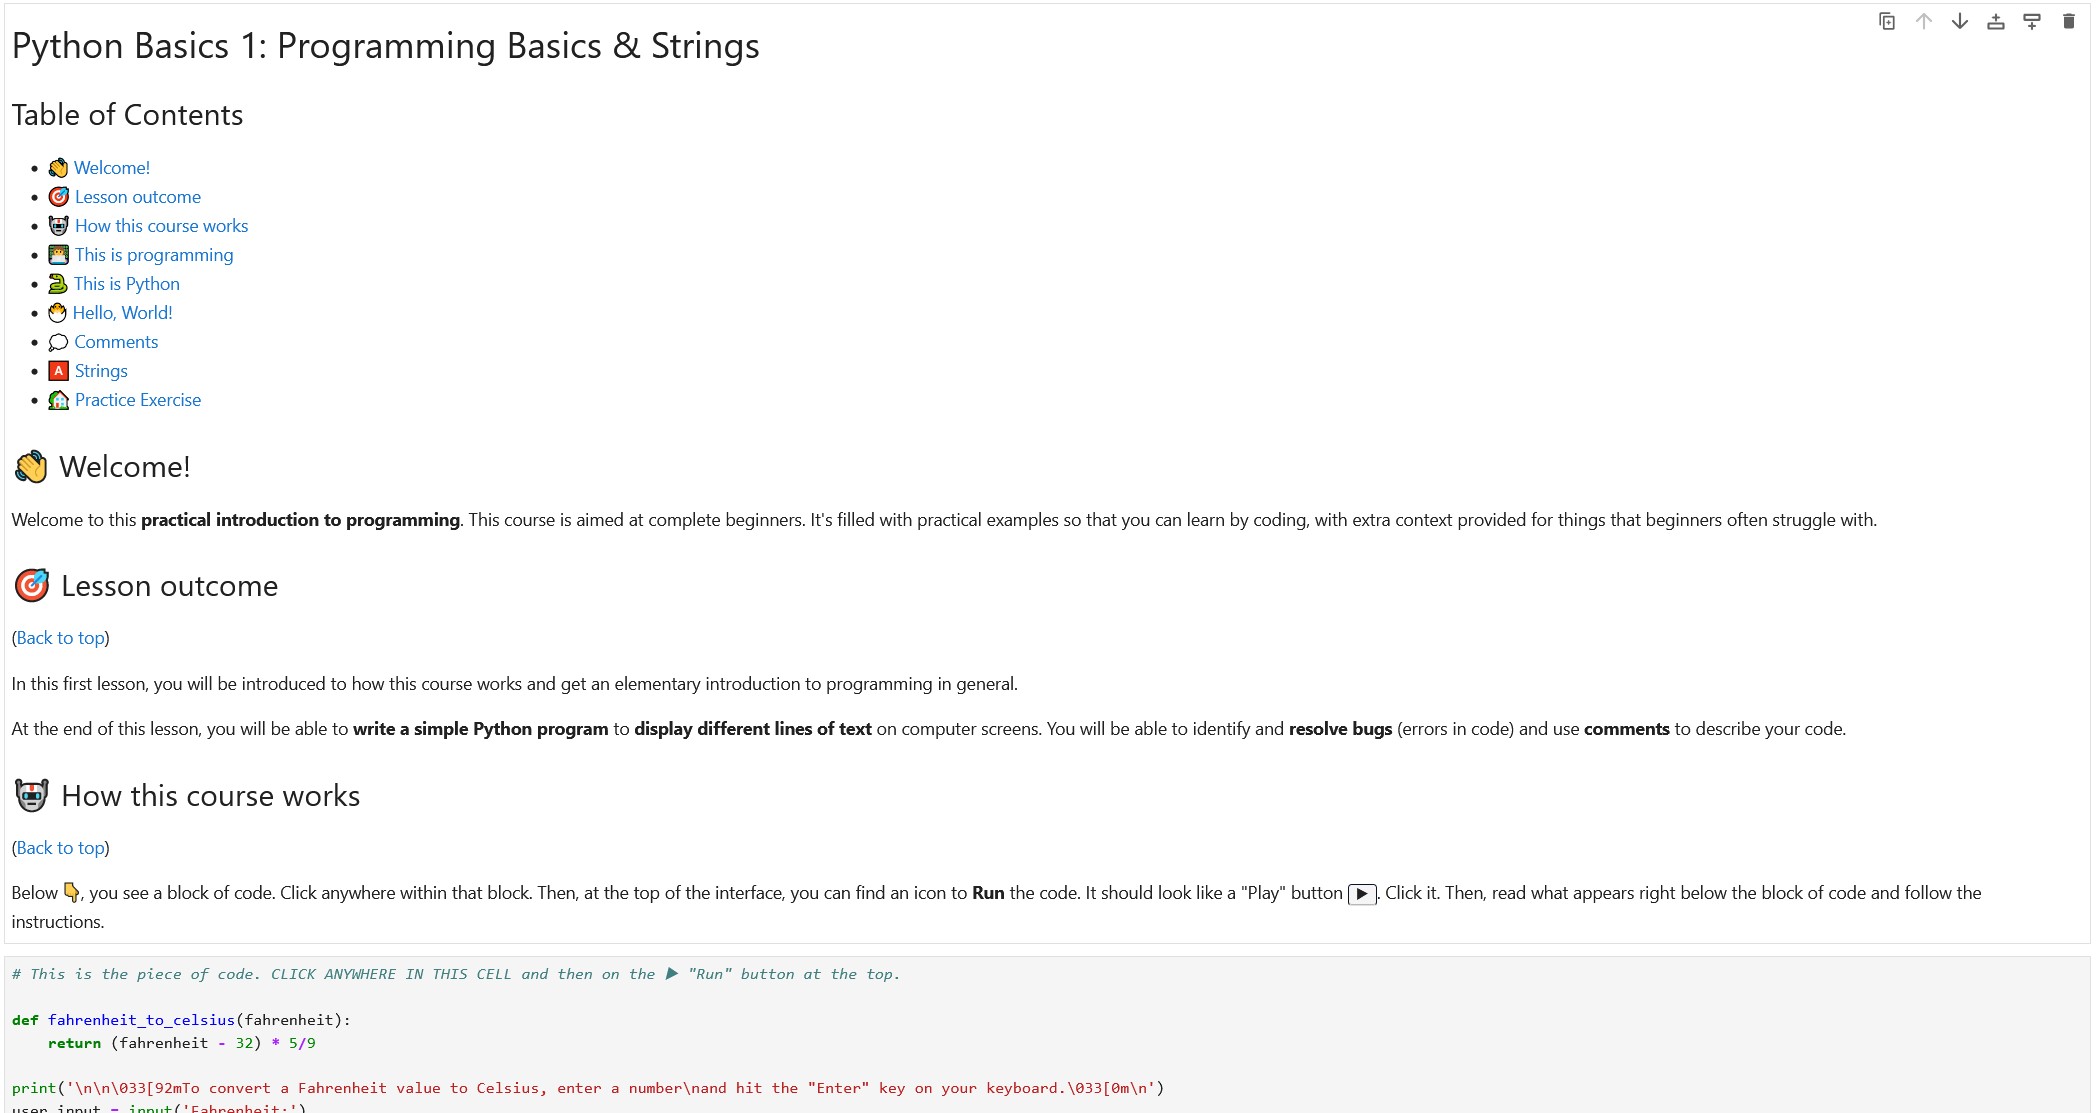 Python Basics 1: Programming Basics & Strings
Table of Contents
Welcome!
Lesson outcome
How this course works
This is programming
This is Python
Hello, World!
Comments
A Strings
Practice Exercise
Welcome!
Welcome to this practical introduction to programming. This course is aimed at complete beginners. It's filled with practical examples so that you can learn by coding, with extra context provided for things that beginners often struggle with.
Lesson outcome
(Back to top)
In this first lesson, you will be introduced to how this course works and get an elementary introduction to programming in general.
At the end of this lesson, you will be able to write a simple Python program to display different lines of text on computer screens. You will be able to identify and resolve bugs (errors in code) and use comments to describe your code.
How this course works
(Back to top)
Below 👇, you see a block of code. Click anywhere within that block. Then, at the top of the interface, you can find an icon to Run the code. It should look like a "Play" button ▶. Click it. Then, read what appears right below the block of code and follow the
instructions.
# This is the piece of code. CLICK ANYWHERE IN THIS CELL and then on the ▶ "Run" button at the top.
def fahrenheit_to_celsius(fahrenheit):
    return (fahrenheit - 32) * 5/9
print('\n\n\033[92mTo convert a Fahrenheit value to Celsius, enter a number\nand hit the "Enter" key on your keyboard.\033[0m\n')
user_input = input('Fahrenheit:')